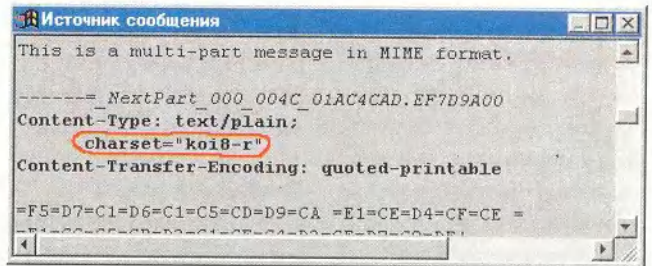 Источник сообщения
This is a multi-part message in MIME format.
------=_NextPart_000_004C_01AC4CAD.EF7D9A00
Content-Type: text/plain;
charset="koi8-r"
Content-Transfer-Encoding: quoted-printable
=F5=D7=C1=D6=C1=C5=CD=D9=CA =E1=CE=D4=CF=CE =